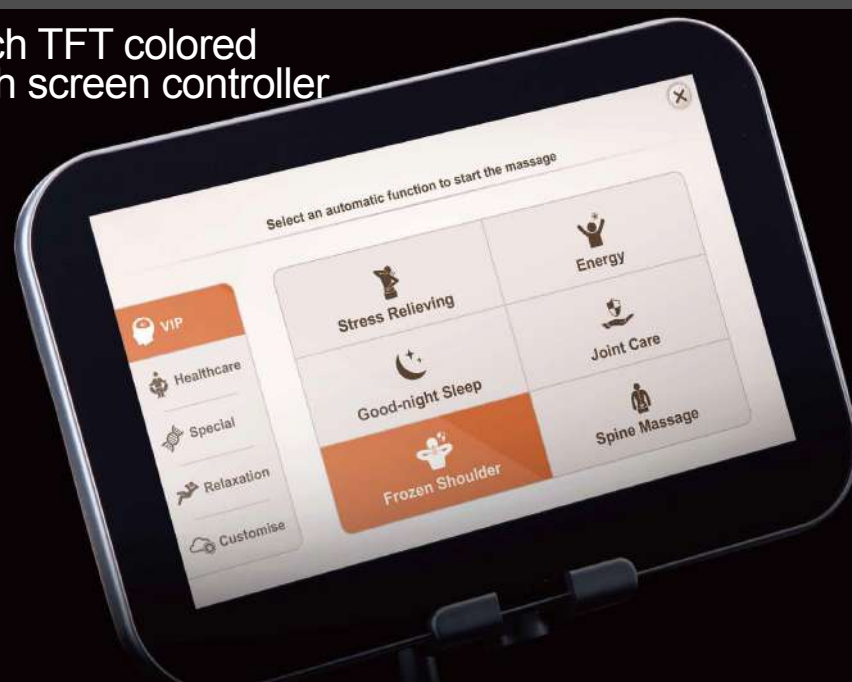 ch TFT colored
h screen controller
Select an automatic function to start the massage
VIP
Healthcare
Special
Relaxation
Customise
Stress Relieving
Energy
Good-night Sleep
Joint Care
Frozen Shoulder
Spine Massage